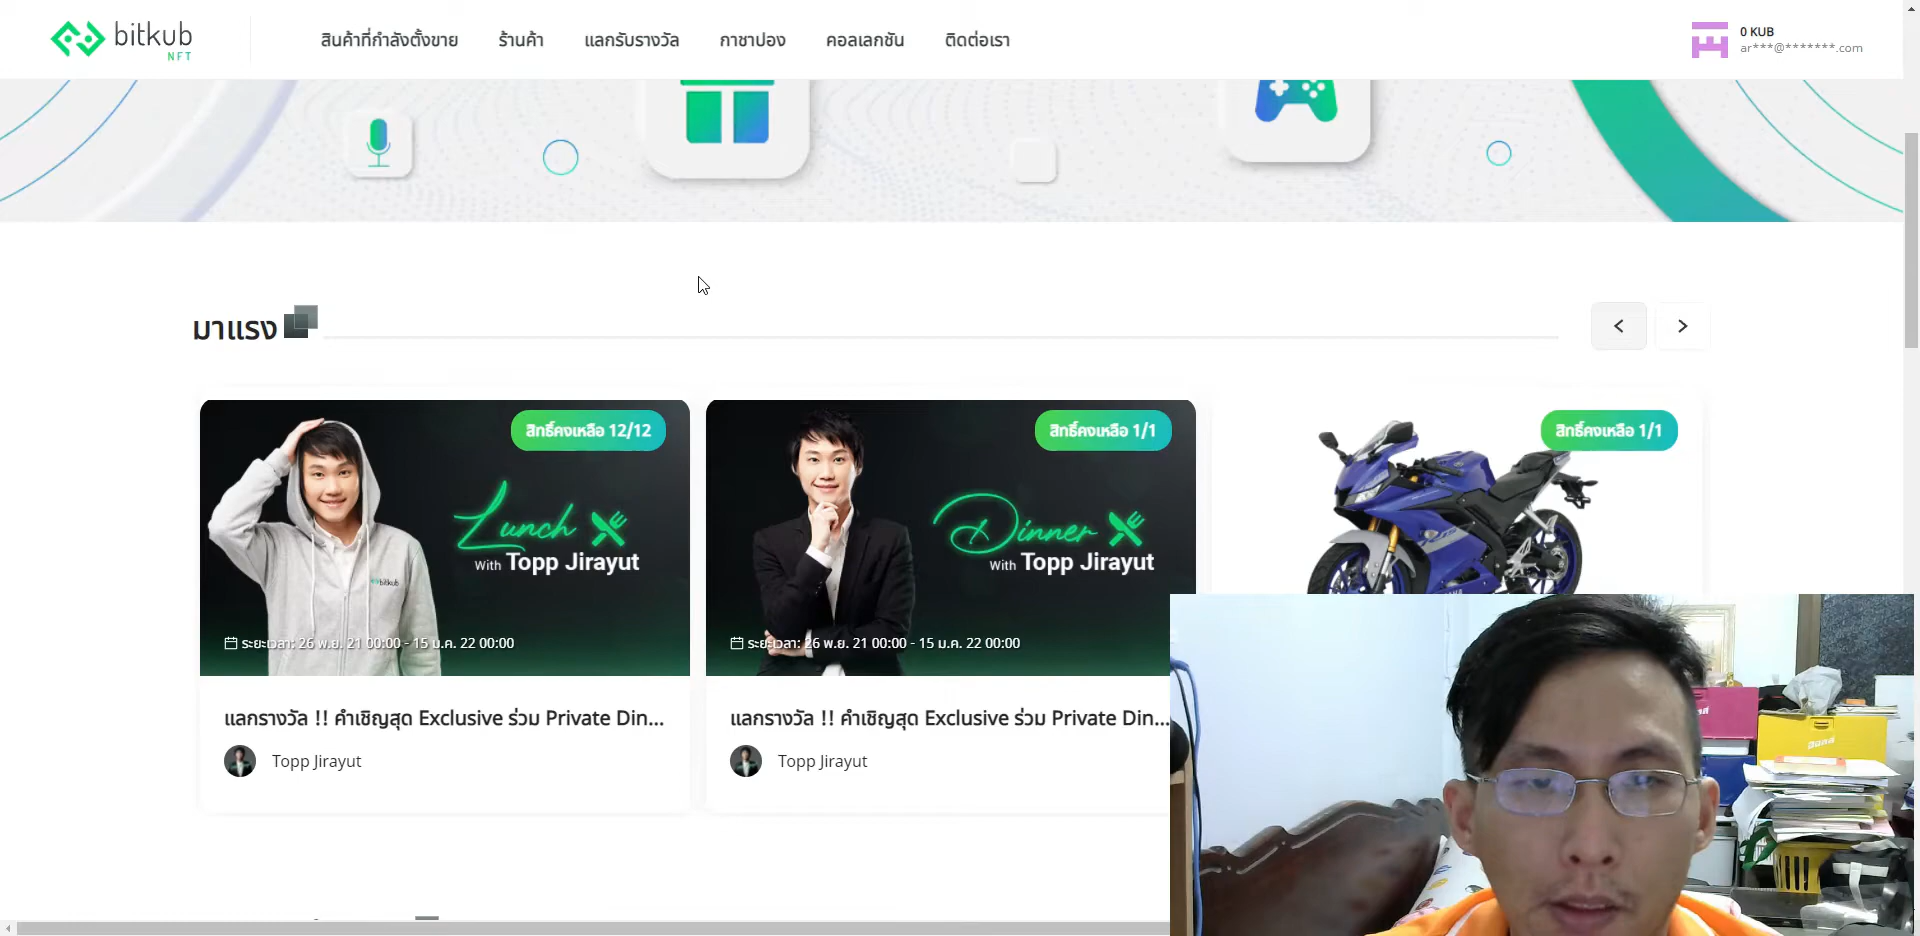 bitkub
NFT
สินค้าที่กำลังตั้งขาย
ร้านค้า
แลกรับรางวัล
กาชาปอง
คอลเลกชัน
ติดต่อเรา
0 KUB
ar***@*******.com
มาแรง
สิทธิ์คงเหลือ 12/12
Lunch
With Topp Jirayut
bitkub
ระยะเวลา: 26 พ.ย. 21 00:00 - 15 ม.ค. 22 00:00
แลกรางวัล !! คำเชิญสุด Exclusive ร่วม Private Din...
Topp Jirayut
สิทธิ์คงเหลือ 1/1
Dinner
With Topp Jirayut
ระยะเวลา: 26 พ.ย. 21 00:00 - 15 ม.ค. 22 00:00
แลกรางวัล !! คำเชิญสุด Exclusive ร่วม Private Din...
Topp Jirayut
สิทธิ์คงเหลือ 1/1